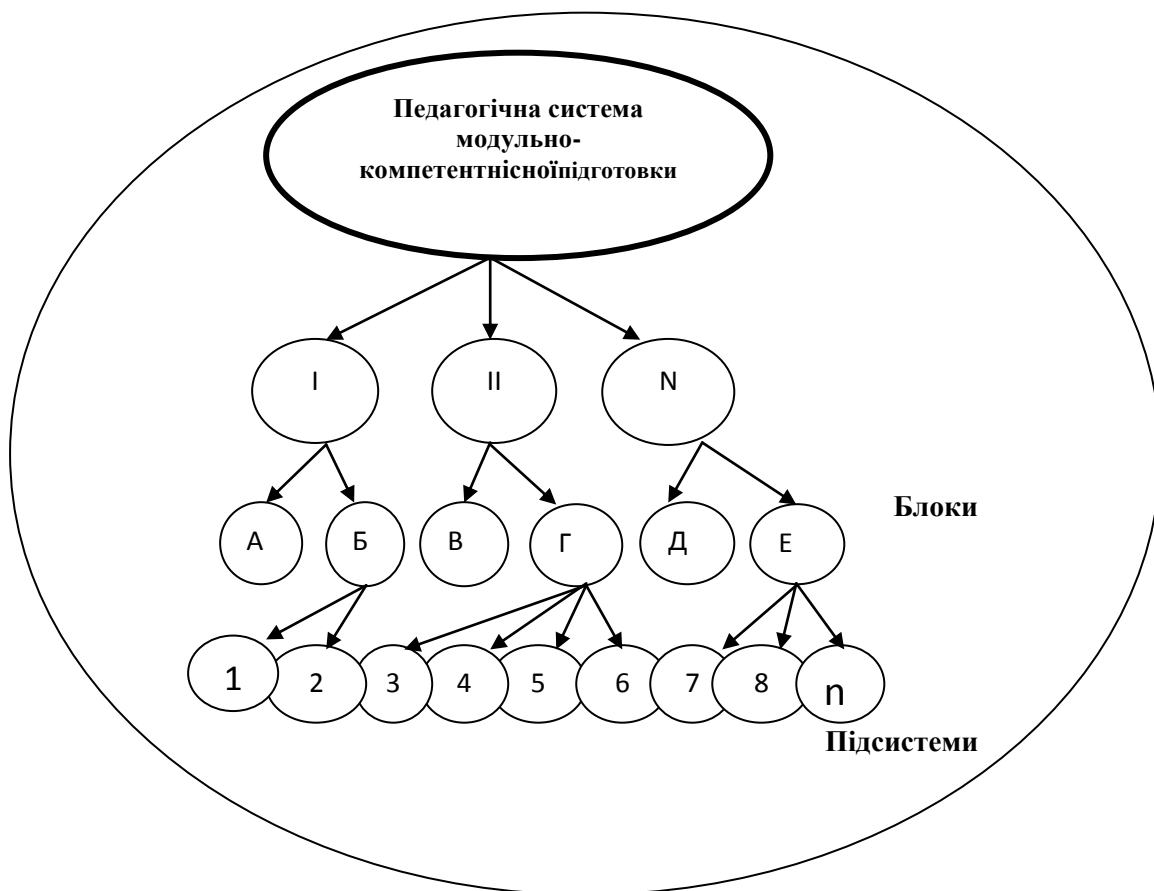 Педагогічна система
модульно-
компетентнісноїпідготовки
I II N
А Б В Г Д Е
Блоки
1 2 3 4 5 6 7 8 n
Підсистеми